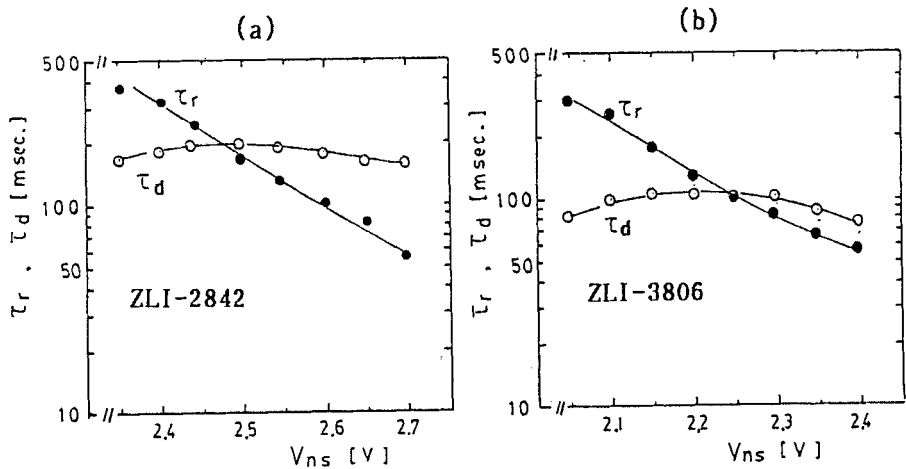 (a)
500
100
50
10
τr , τd [msec.]
τr
τd
ZLI-2842
2.4 2.5 2.6 2.7
Vns [V]
(b)
500
100
50
10
τr , τd [msec.]
τr
τd
ZLI-3806
2.1 2.2 2.3 2.4
Vns [V]